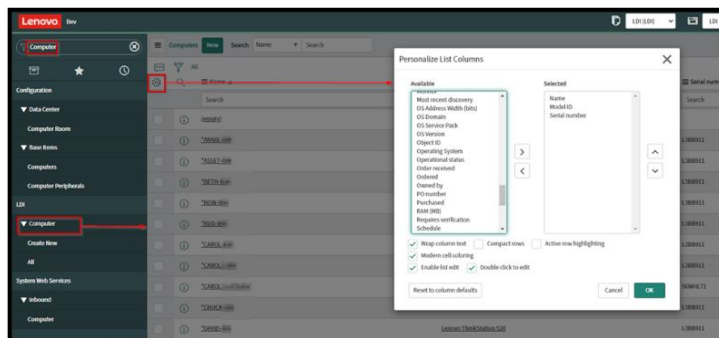 Lenovo Dev
LDI [LDI]
LDI
Computer
Computers New Search Name Search
All
Name
Serial num
Search
Search
Configuration
Data Center
Computer Room
Base Items
Computers
Computer Peripherals
LDI
Computer
Create New
All
System Web Services
Inbound
Computer
(empty)
Lenovo ThinkStation S20
Personalize List Columns
Available
Most recent discovery
OS Address Width (bits)
OS Domain
OS Service Pack
OS Version
Object ID
Operating System
Operational status
Order received
Ordered
Owned by
PO number
Purchased
RAM (MB)
Requires verification
Schedule
Selected
Name
Model ID
Serial number
Wrap column text Compact rows Active row highlighting
Modern cell coloring
Enable list edit Double-click to edit
Reset to column defaults Cancel OK